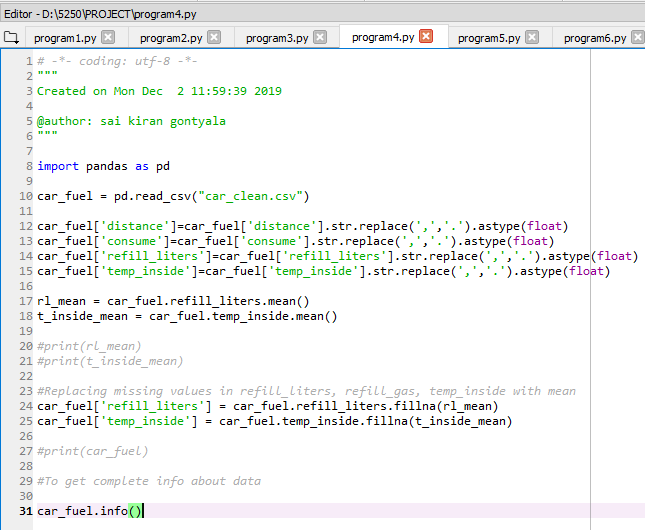 Editor - D:\5250\PROJECT\program4.py
program1.py program2.py program3.py program4.py program5.py program6.py
1 # -*- coding: utf-8 -*-
2 """
3 Created on Mon Dec  2 11:59:39 2019
4
5 @author: sai kiran gontyala
6 """
7
8 import pandas as pd
9
10 car_fuel = pd.read_csv("car_clean.csv")
11
12 car_fuel['distance']=car_fuel['distance'].str.replace(',','.').astype(float)
13 car_fuel['consume']=car_fuel['consume'].str.replace(',','.').astype(float)
14 car_fuel['refill_liters']=car_fuel['refill_liters'].str.replace(',','.').astype(float)
15 car_fuel['temp_inside']=car_fuel['temp_inside'].str.replace(',','.').astype(float)
16
17 rl_mean = car_fuel.refill_liters.mean()
18 t_inside_mean = car_fuel.temp_inside.mean()
19
20 #print(rl_mean)
21 #print(t_inside_mean)
22
23 #Replacing missing values in refill_liters, refill_gas, temp_inside with mean
24 car_fuel['refill_liters'] = car_fuel.refill_liters.fillna(rl_mean)
25 car_fuel['temp_inside'] = car_fuel.temp_inside.fillna(t_inside_mean)
26
27 #print(car_fuel)
28
29 #To get complete info about data
30
31 car_fuel.info()